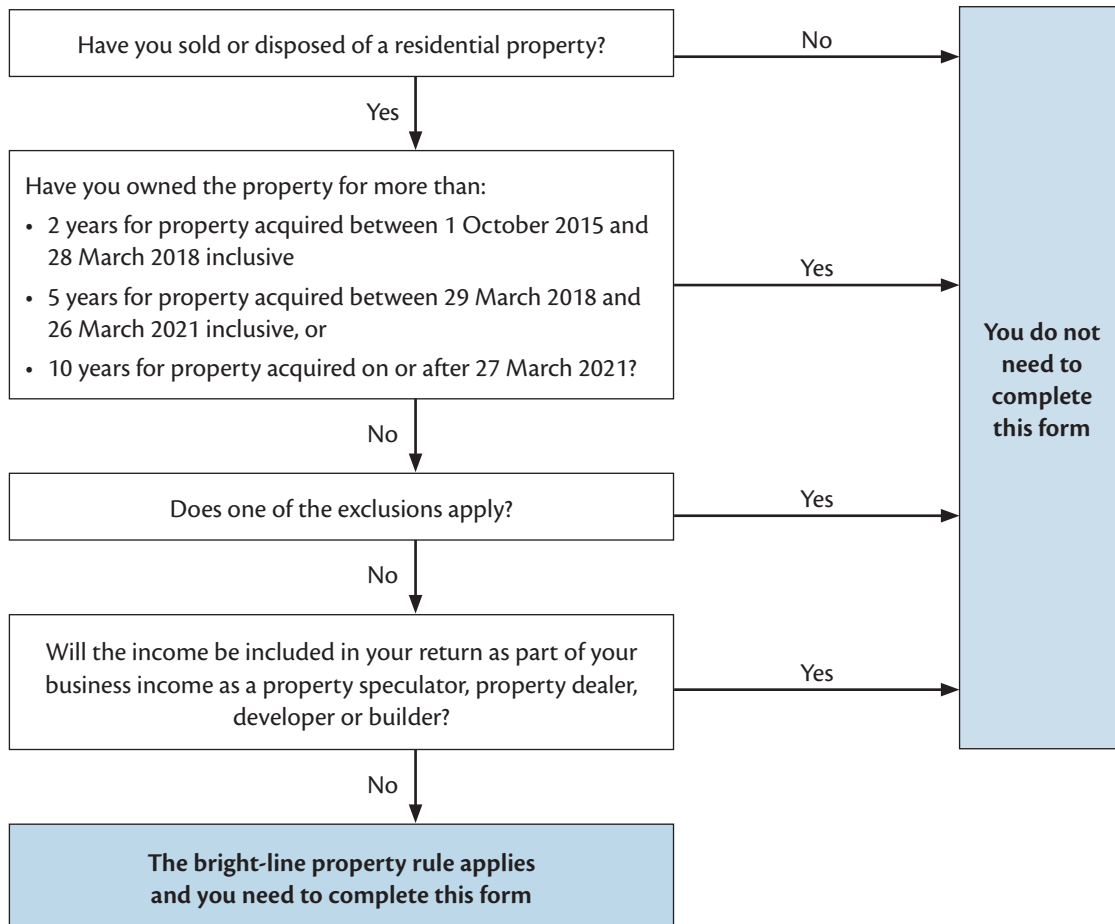 Have you sold or disposed of a residential property?
No
Yes
Have you owned the property for more than:
• 2 years for property acquired between 1 October 2015 and
28 March 2018 inclusive
• 5 years for property acquired between 29 March 2018 and
26 March 2021 inclusive, or
• 10 years for property acquired on or after 27 March 2021?
Yes
You do not
need to
complete
this form
No
Does one of the exclusions apply?
Yes
No
Will the income be included in your return as part of your
business income as a property speculator, property dealer,
developer or builder?
Yes
No
The bright-line property rule applies
and you need to complete this form